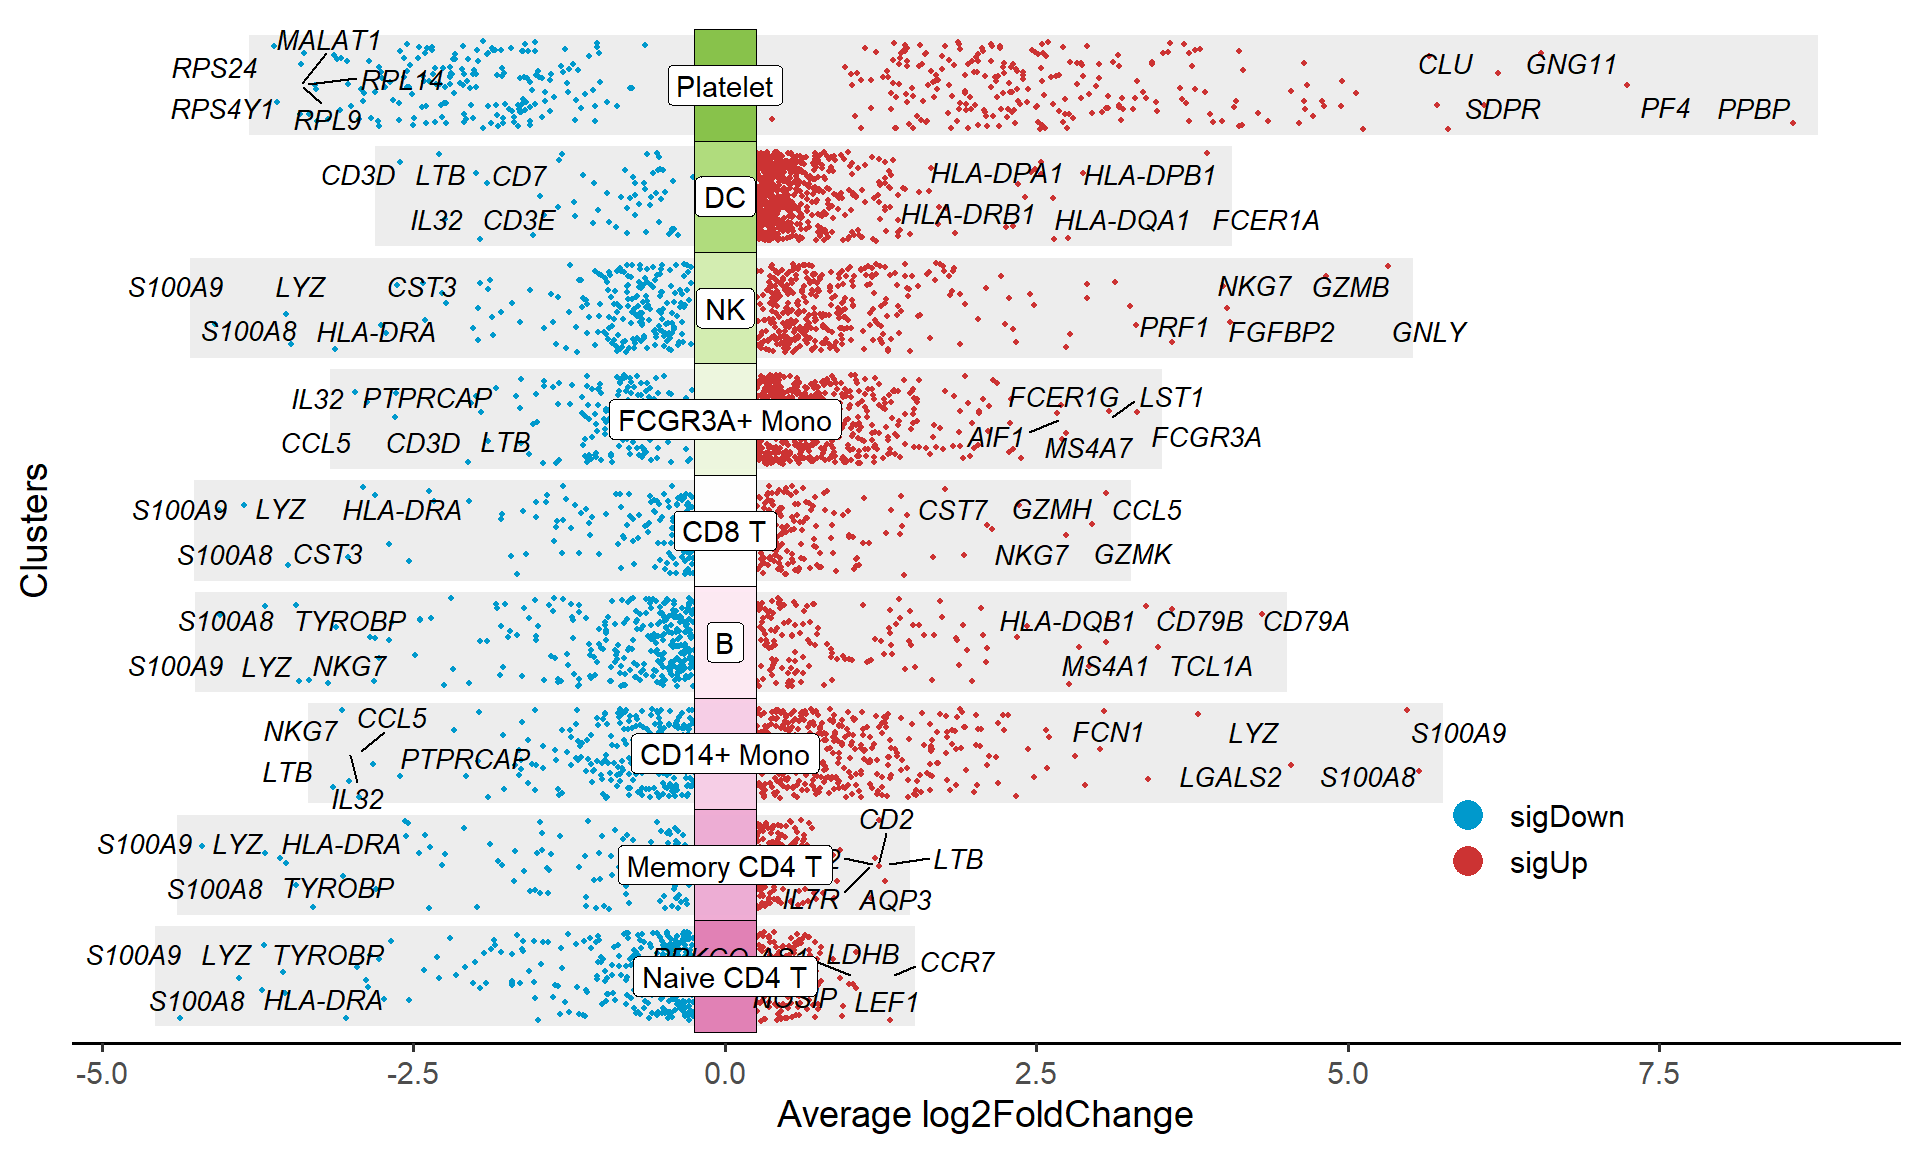 MALAT1
RPS24
RPL14
RPS4Y1
RPL9
Platelet
CLU GNG11
SDPR PF4 PPBP
CD3D LTB CD7
IL32 CD3E
DC
HLA-DPA1 HLA-DPB1
HLA-DRB1 HLA-DQA1 FCER1A
S100A9 LYZ CST3
S100A8 HLA-DRA
NK
NKG7 GZMB
PRF1 FGFBP2 GNLY
IL32 PTPRCAP
CCL5 CD3D LTB
FCGR3A+ Mono
FCER1G LST1
AIF1 MS4A7 FCGR3A
S100A9 LYZ HLA-DRA
S100A8 CST3
CD8 T
CST7 GZMH CCL5
NKG7 GZMK
S100A8 TYROBP
S100A9 LYZ NKG7
B
HLA-DQB1 CD79B CD79A
MS4A1 TCL1A
NKG7 CCL5
LTB PTPRCAP
IL32
CD14+ Mono
FCN1 LYZ S100A9
LGALS2 S100A8
S100A9 LYZ HLA-DRA
S100A8 TYROBP
Memory CD4 T
CD2
LTB
IL7R AQP3
S100A9 LYZ TYROBP
S100A8 HLA-DRA
Naive CD4 T
LDHB CCR7
NOSIP LEF1
Clusters
sigDown
sigUp
-5.0 -2.5 0.0 2.5 5.0 7.5
Average log2FoldChange